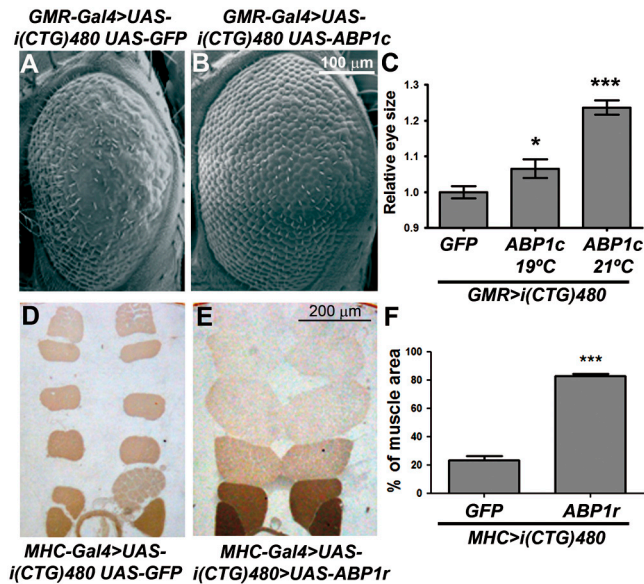 GMR-Gal4>UAS-
i(CTG)480 UAS-GFP
GMR-Gal4>UAS-
i(CTG)480 UAS-ABP1c
A
B
100 µm
C
Relative eye size
1.3
1.2
1.1
1.0
0.9
*
***
GFP
ABP1c
19ºC
ABP1c
21ºC
GMR>i(CTG)480
D
E
200 µm
F
% of muscle area
100
80
60
40
20
0
***
GFP
ABP1r
MHC>i(CTG)480
MHC-Gal4>UAS-
i(CTG)480 UAS-GFP
MHC-Gal4>UAS-
i(CTG)480>UAS-ABP1r